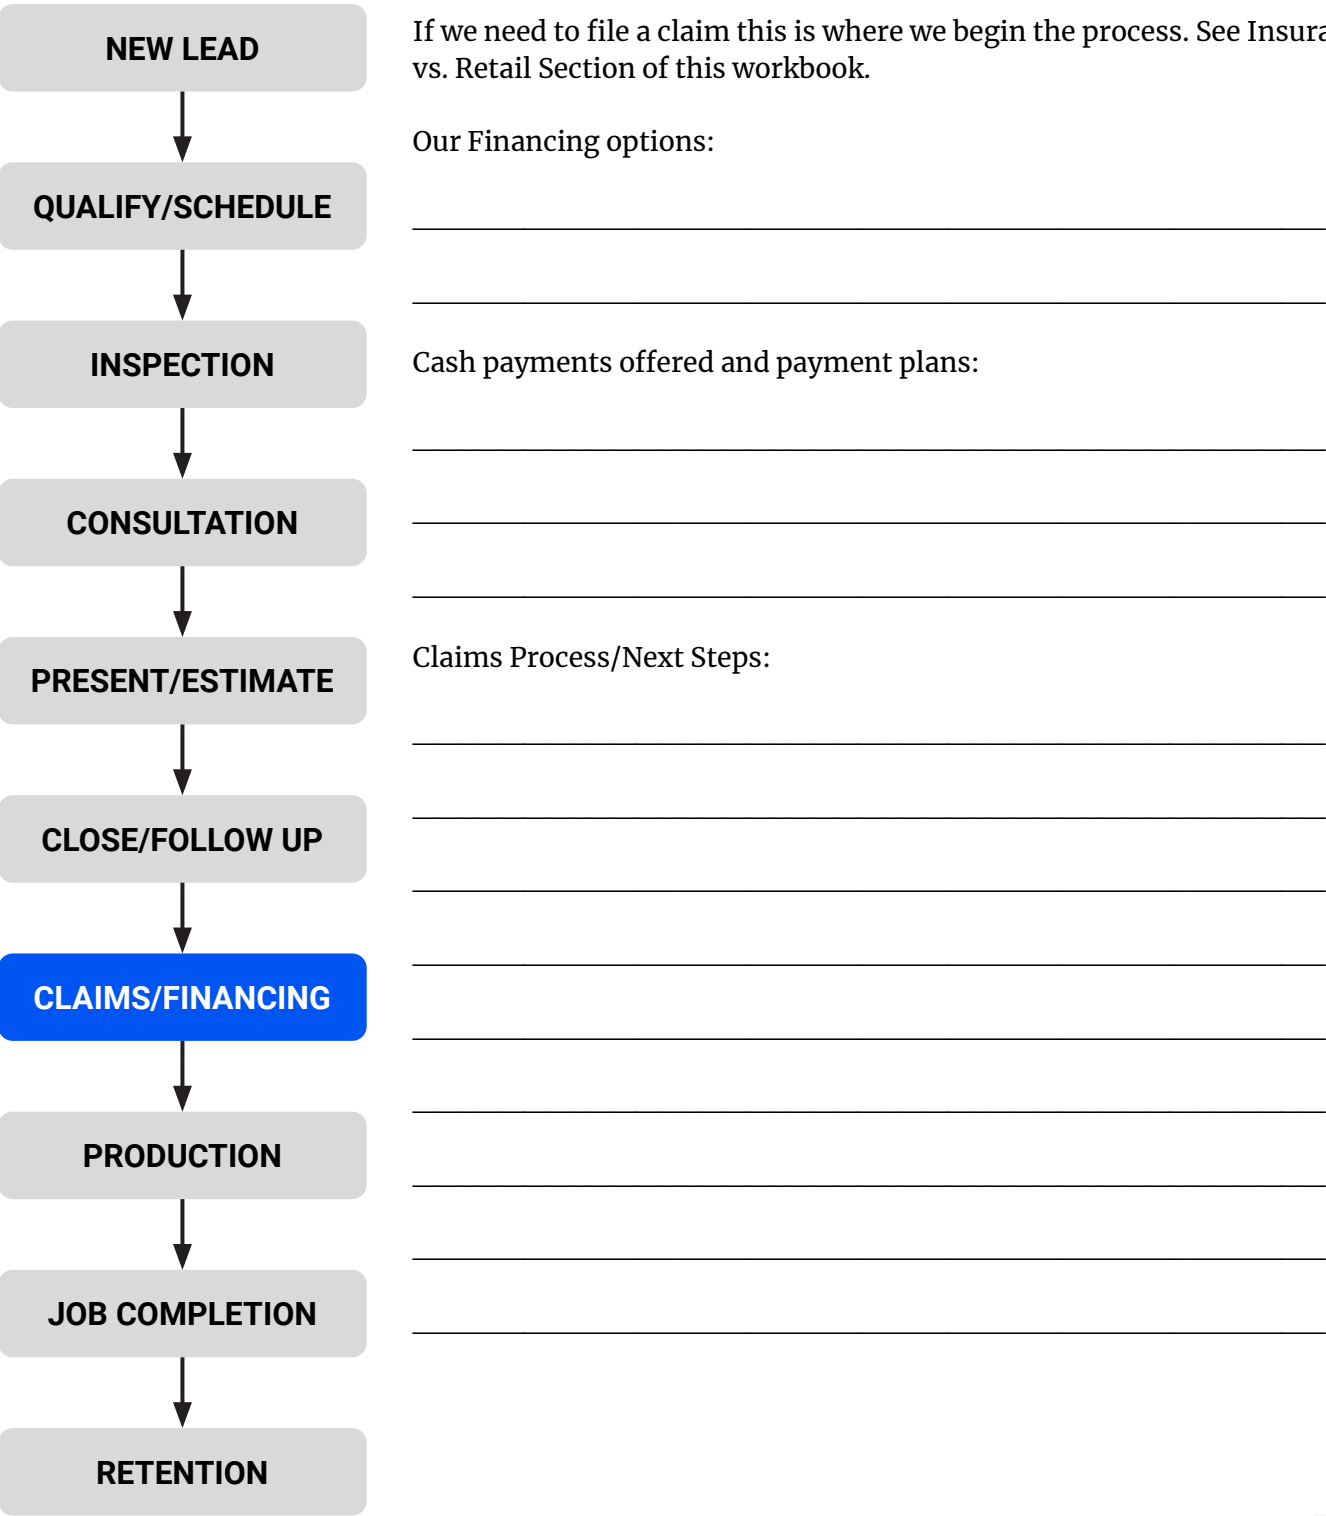 NEW LEAD
QUALIFY/SCHEDULE
INSPECTION
CONSULTATION
PRESENT/ESTIMATE
CLOSE/FOLLOW UP
CLAIMS/FINANCING
PRODUCTION
JOB COMPLETION
RETENTION
If we need to file a claim this is where we begin the process. See
vs. Retail Section of this workbook.
Our Financing options:
Cash payments offered and payment plans:
Claims Process/Next Steps: